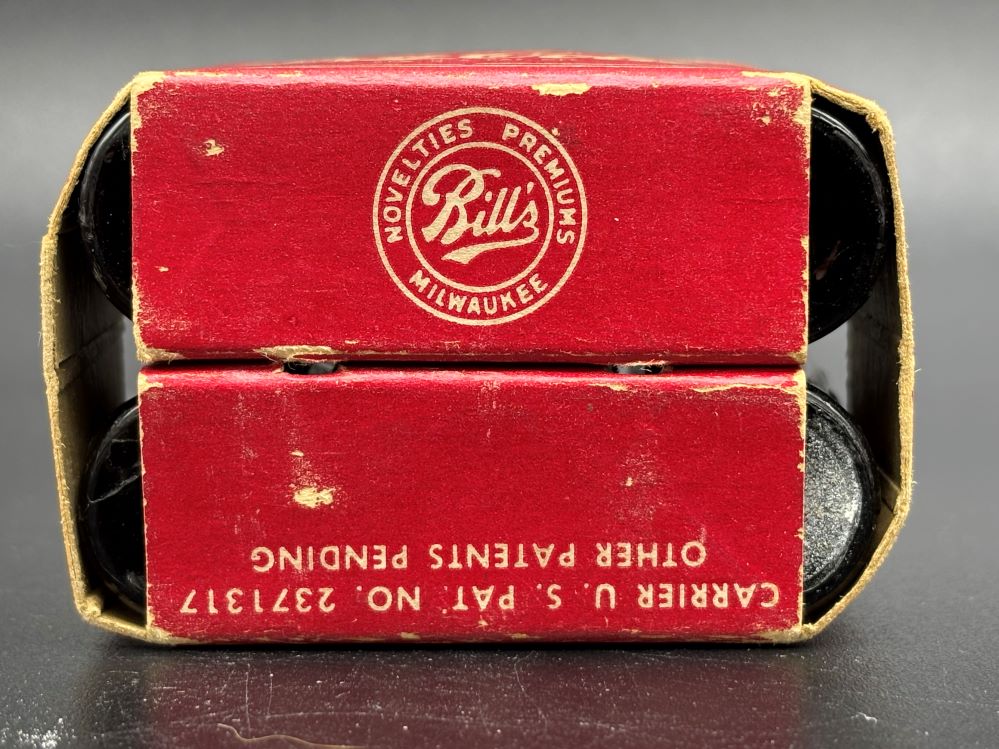 NOVELTIES PREMIUMS
Bill's
MILWAUKEE
CARRIER U. S. PAT. NO. 2371317
OTHER PATENTS PENDING